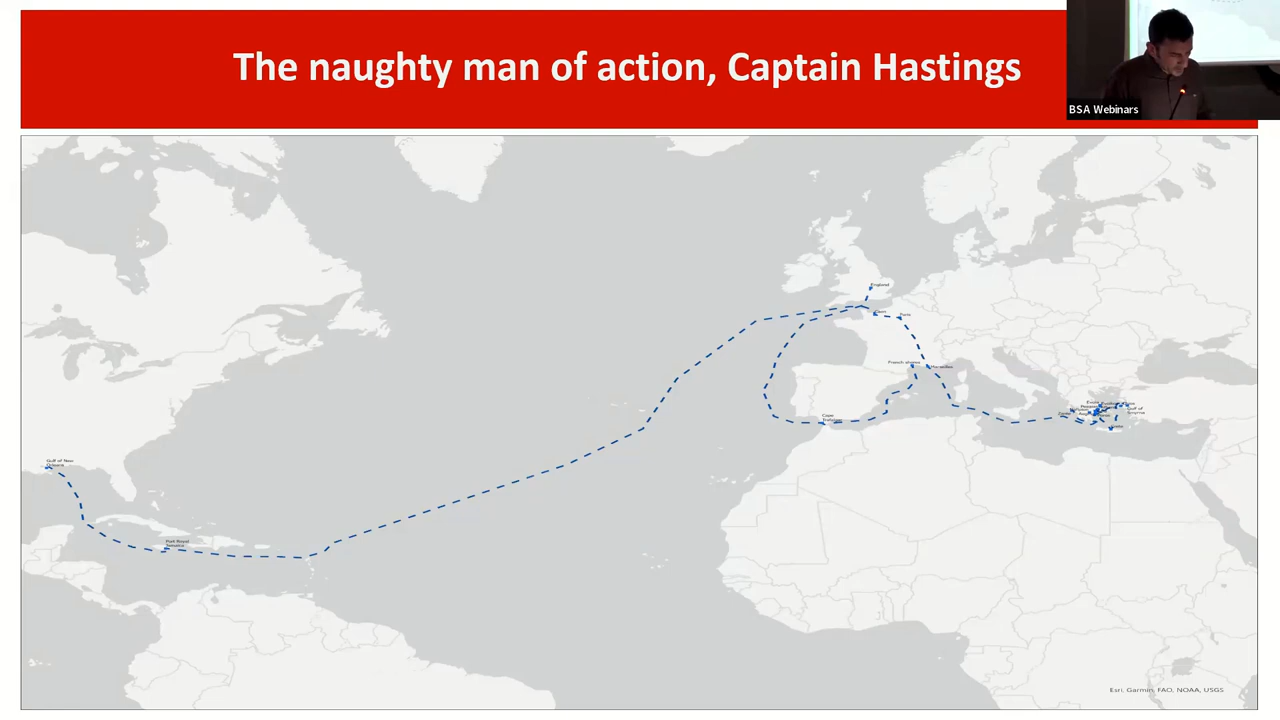 The naughty man of action, Captain Hastings
BSA Webinars
England
Paris
French shores
Marseilles
Cape
Trafalgar
Gulf of
Smyrna
Gulf of New
Orleans
Port Royal
Jamaica
Esri, Garmin, FAO, NOAA, USGS